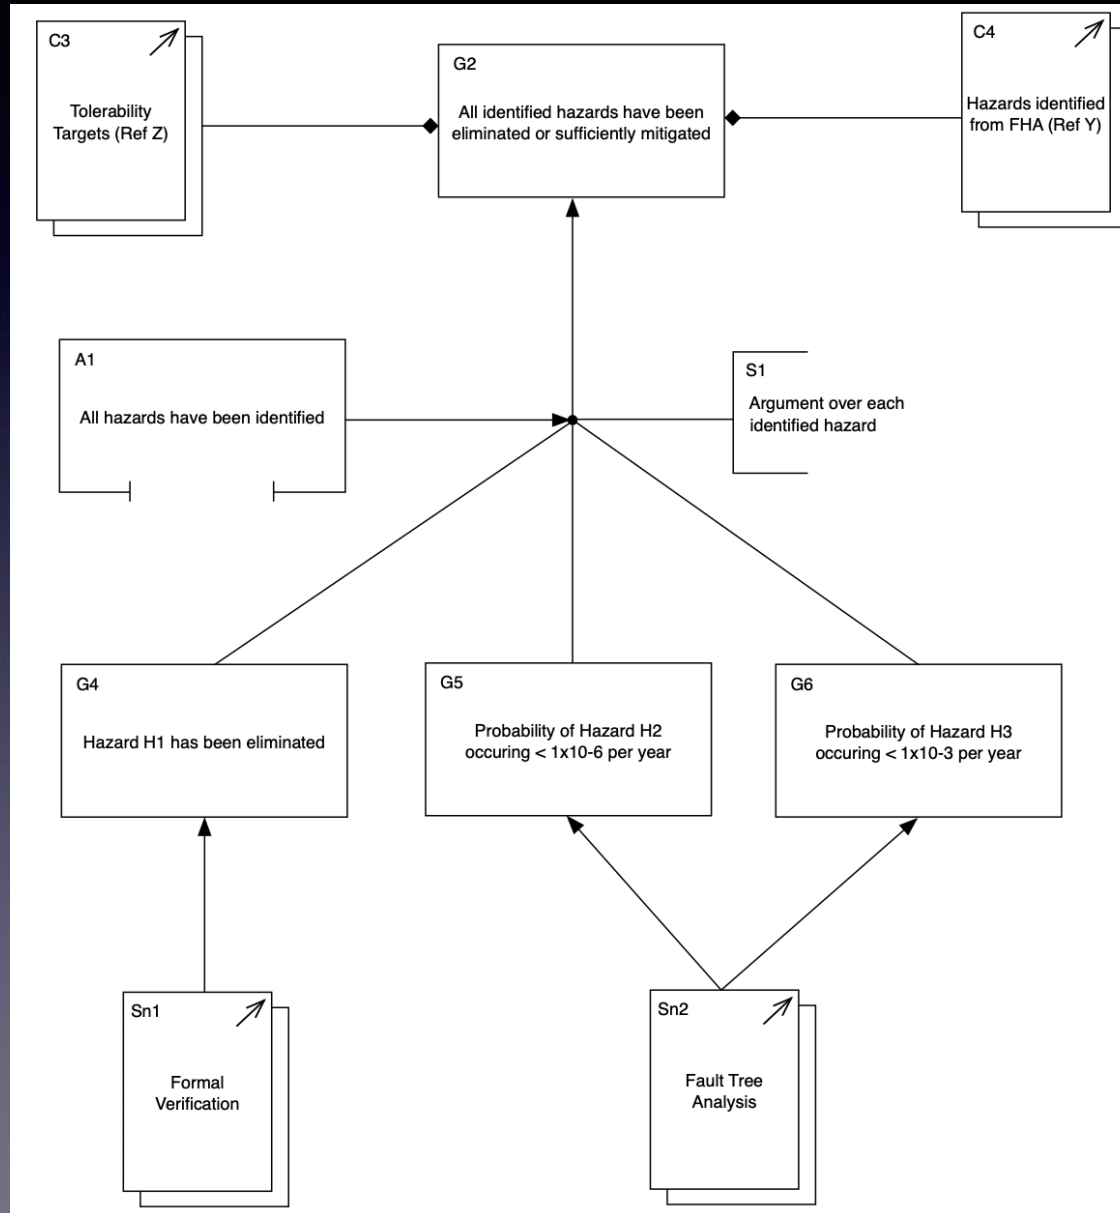 C3
Tolerability
Targets (Ref Z)
G2
All identified hazards have been
eliminated or sufficiently mitigated
C4
Hazards identified
from FHA (Ref Y)
A1
All hazards have been identified
S1
Argument over each
identified hazard
G4
Hazard H1 has been eliminated
G5
Probability of Hazard H2
occuring < 1x10-6 per year
G6
Probability of Hazard H3
occuring < 1x10-3 per year
Sn1
Formal
Verification
Sn2
Fault Tree
Analysis